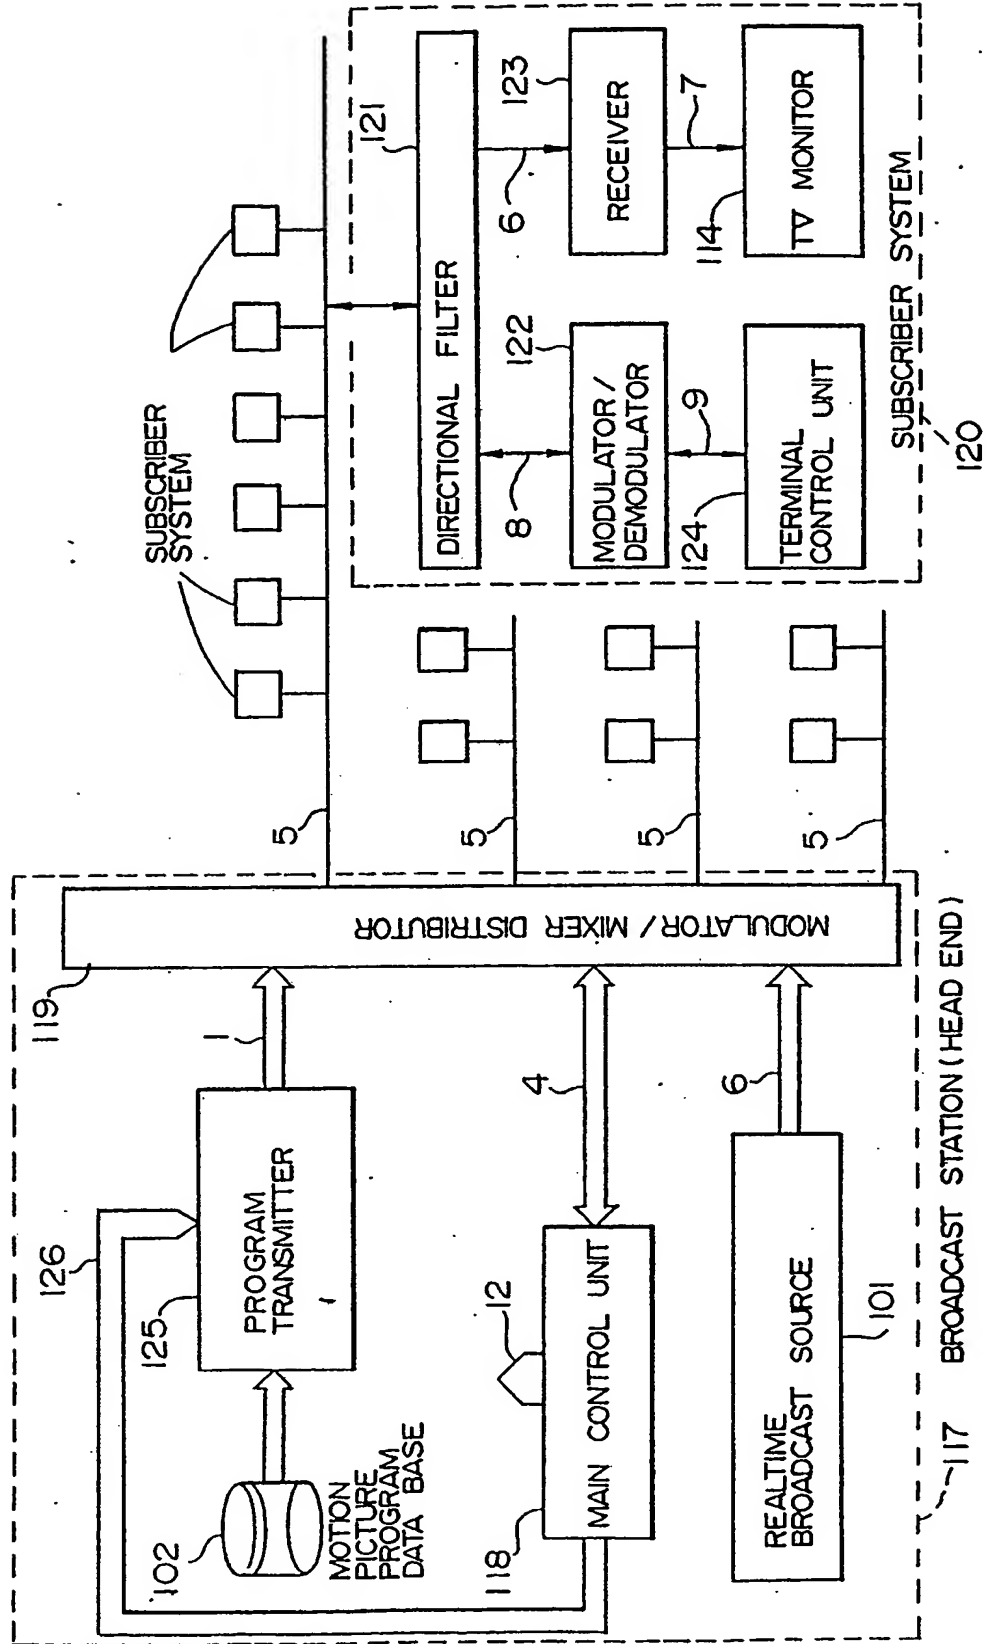 126
119
125
PROGRAM
TRANSMITTER
1
102
MOTION
PICTURE
PROGRAM
DATA BASE
12
118
MAIN CONTROL UNIT
4
REALTIME
BROADCAST SOURCE
101
6
MODULATOR/MIXER DISTRIBUTOR
117
BROADCAST STATION (HEAD END)
5
5
5
5
SUBSCRIBER
SYSTEM
121
DIRECTIONAL FILTER
8
6
122
MODULATOR/
DEMODULATOR
123
RECEIVER
9
7
124
TERMINAL
CONTROL UNIT
114
TV MONITOR
SUBSCRIBER SYSTEM
120